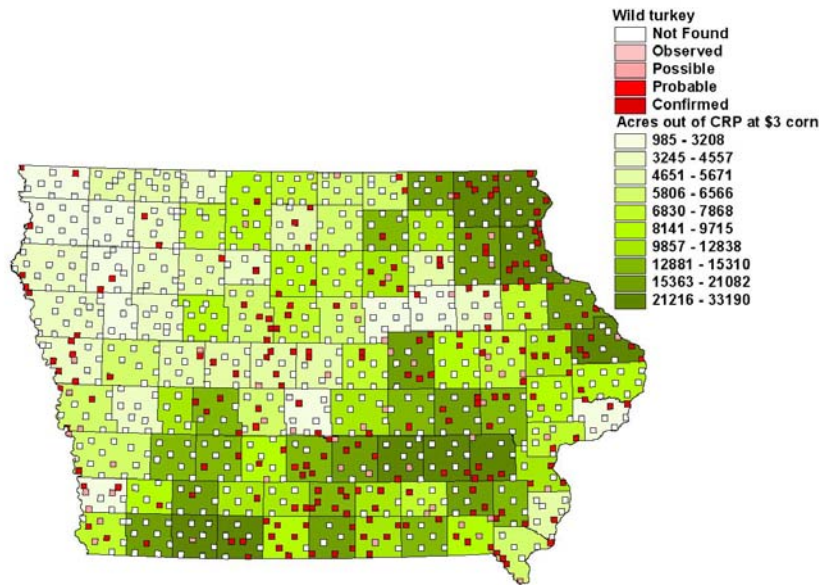 Wild turkey
Not Found
Observed
Possible
Probable
Confirmed
Acres out of CRP at $3 corn
985 - 3208
3245 - 4557
4651 - 5671
5806 - 6566
6830 - 7868
8141 - 9715
9857 - 12838
12881 - 15310
15363 - 21082
21216 - 33190